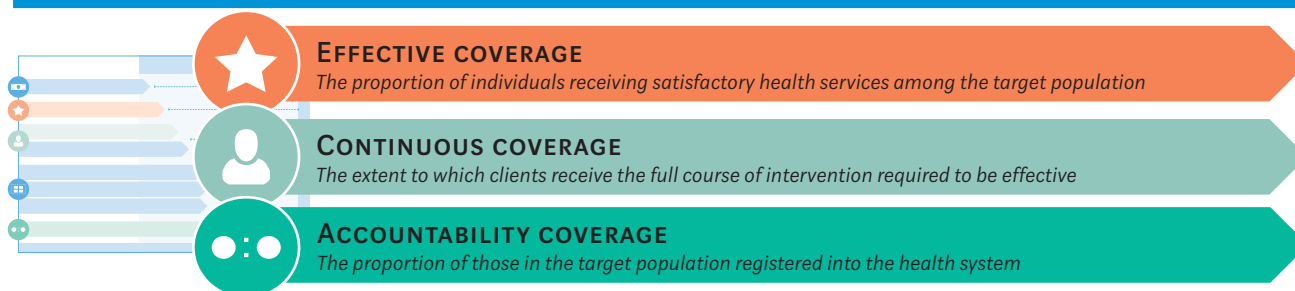 EFFECTIVE COVERAGE
The proportion of individuals receiving satisfactory health services among the target population
CONTINUOUS COVERAGE
The extent to which clients receive the full course of intervention required to be effective
ACCOUNTABILITY COVERAGE
The proportion of those in the target population registered into the health system